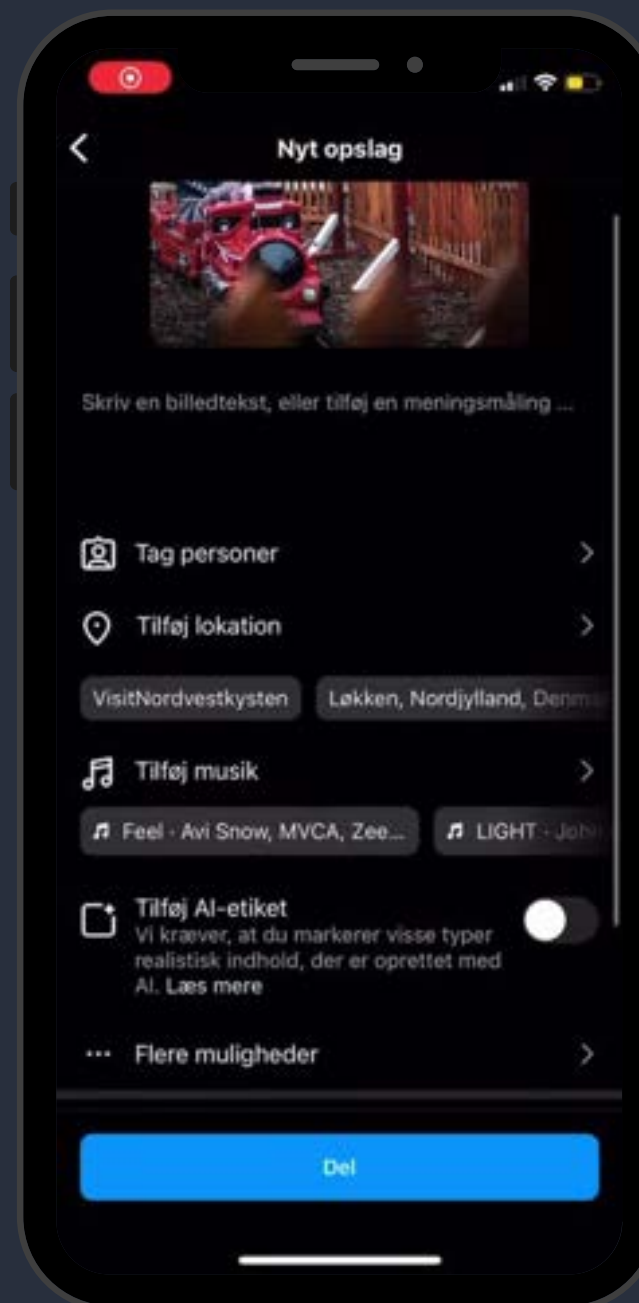 Nyt opslag
Skriv en billedtekst, eller tilføj en meningsmåling ...
Tag personer
Tilføj lokation
VisitNordvestkysten
Løkken, Nordjylland, Denm
Tilføj musik
Feel - Avi Snow, MVCA, Zee...
LIGHT - John
Tilføj AI-etiket
Vi kræver, at du markerer visse typer
realistisk indhold, der er oprettet med
AI. Læs mere
Flere muligheder
Del